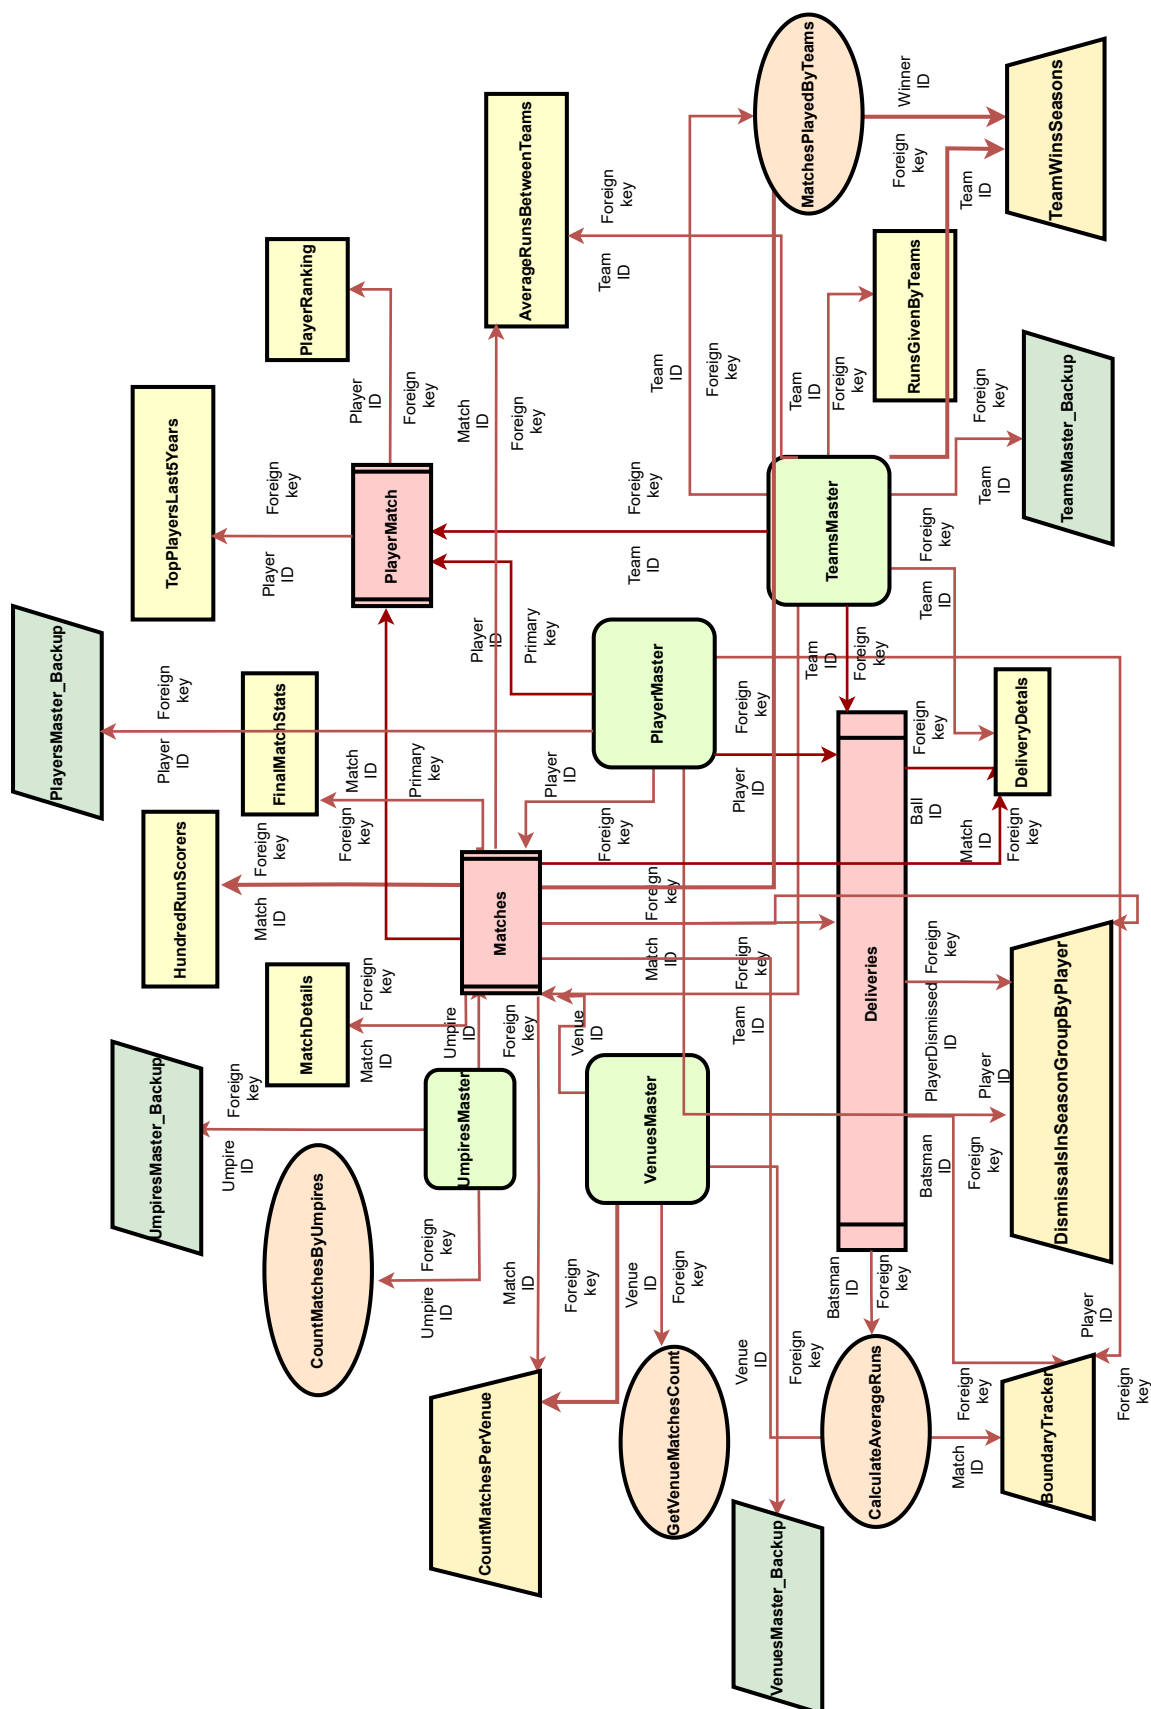 MatchesPlayedByTeams
Winner
ID
TeamWinsSeasons
Foreign
key
Team
ID
AverageRunsBetweenTeams
Foreign
key
Team
ID
RunsGivenByTeams
PlayerRanking
Player
ID
Foreign
key
Match
ID
Foreign
key
Team
ID
Foreign
key
Team
ID
Foreign
key
TeamsMaster_Backup
Foreign
key
Team
ID
TopPlayersLast5Years
Foreign
key
Player
ID
PlayerMatch
Foreign
key
Team
ID
TeamsMaster
Foreign
key
Team
ID
PlayersMaster_Backup
Foreign
key
Player
ID
FinalMatchStats
Match
ID
Primary
key
Player
ID
Primary
key
PlayerMaster
Foreign
key
Player
ID
Team
ID
Foreign
key
Foreign
key
DeliveryDetals
Ball
ID
Match
ID
Foreign
key
HundredRunScorers
Foreign
key
Match
ID
Foreign
key
Player
ID
Foreign
key
Matches
Foreign
key
Match
ID
Foreign
key
Team
ID
Deliveries
Foreign
key
PlayerDismissed
ID
Player
ID
DismissalsInSeasonGroupByPlayer
MatchDetails
Foreign
key
Match
ID
Umpire
ID
Foreign
key
Venue
ID
UmpiresMaster_Backup
Foreign
key
Umpire
ID
UmpiresMaster
VenuesMaster
Batsman
ID
Foreign
key
CountMatchesByUmpires
Foreign
key
Umpire
ID
Match
ID
Foreign
key
Venue
ID
Foreign
key
Batsman
ID
Foreign
key
Player
ID
Foreign
key
CountMatchesPerVenue
GetVenueMatchesCount
Venue
ID
Foreign
key
CalculateAverageRuns
Foreign
key
Match
ID
BoundaryTracker
VenuesMaster_Backup